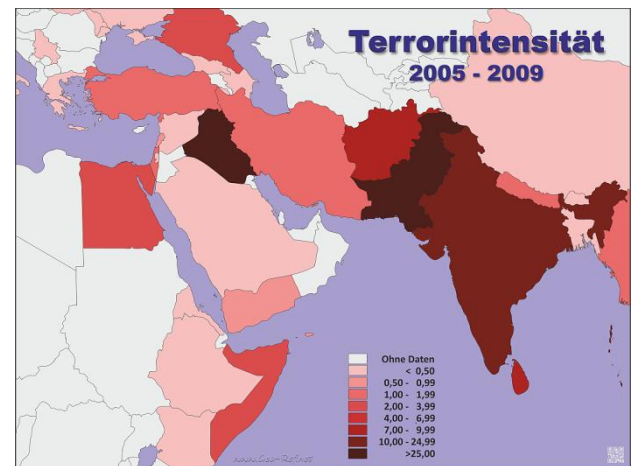 Terrorintensität
2005 - 2009
Ohne Daten
< 0,50
0,50 - 0,99
1,00 - 1,99
2,00 - 3,99
4,00 - 6,99
7,00 - 9,99
10,00 - 24,99
>25,00